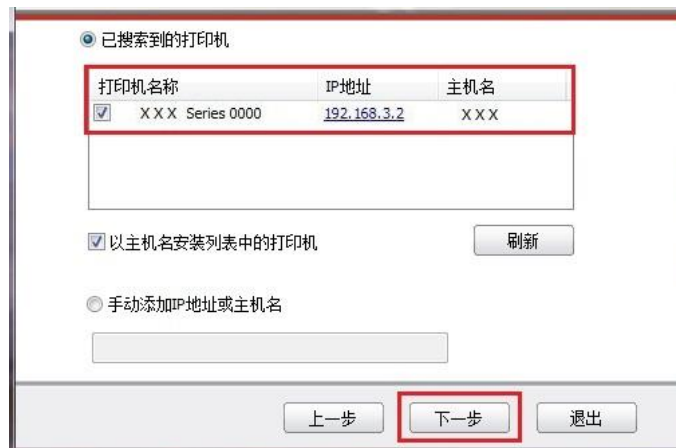 已搜索到的打印机
打印机名称 IP地址 主机名
XXX Series 0000 192.168.3.2 XXX
以主机名安装列表中的打印机 刷新
手动添加IP地址或主机名
上一步 下一步 退出